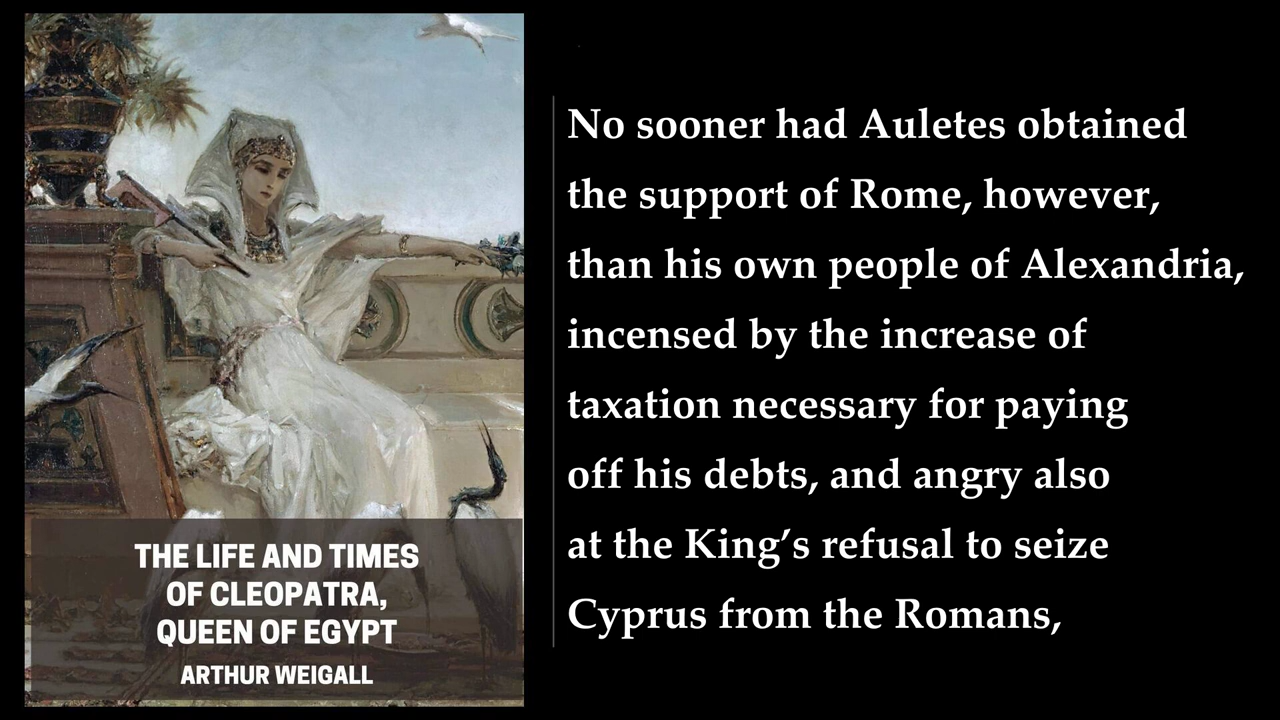 No sooner had Auletes obtained
the support of Rome, however,
than his own people of Alexandria,
incensed by the increase of
taxation necessary for paying
off his debts, and angry also
at the King’s refusal to seize
Cyprus from the Romans,
THE LIFE AND TIMES
OF CLEOPATRA,
QUEEN OF EGYPT
ARTHUR WEIGALL